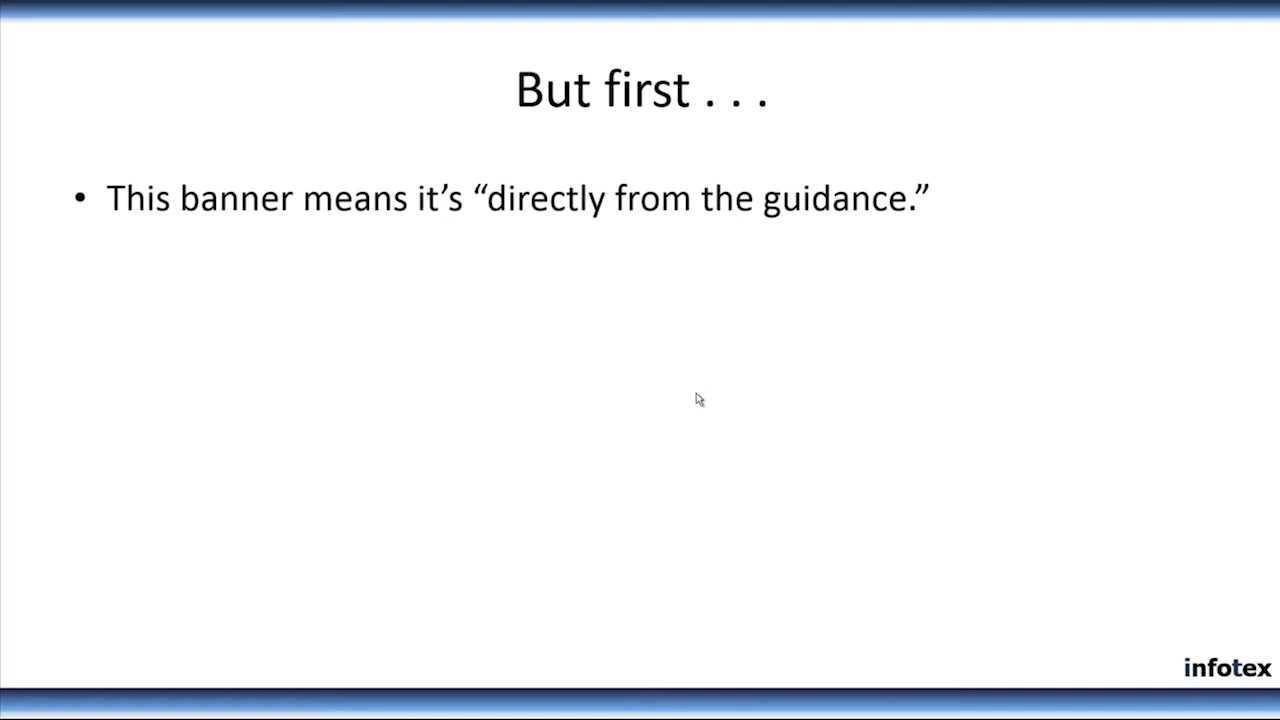 But first . . .
• This banner means it’s “directly from the guidance.”
infotex